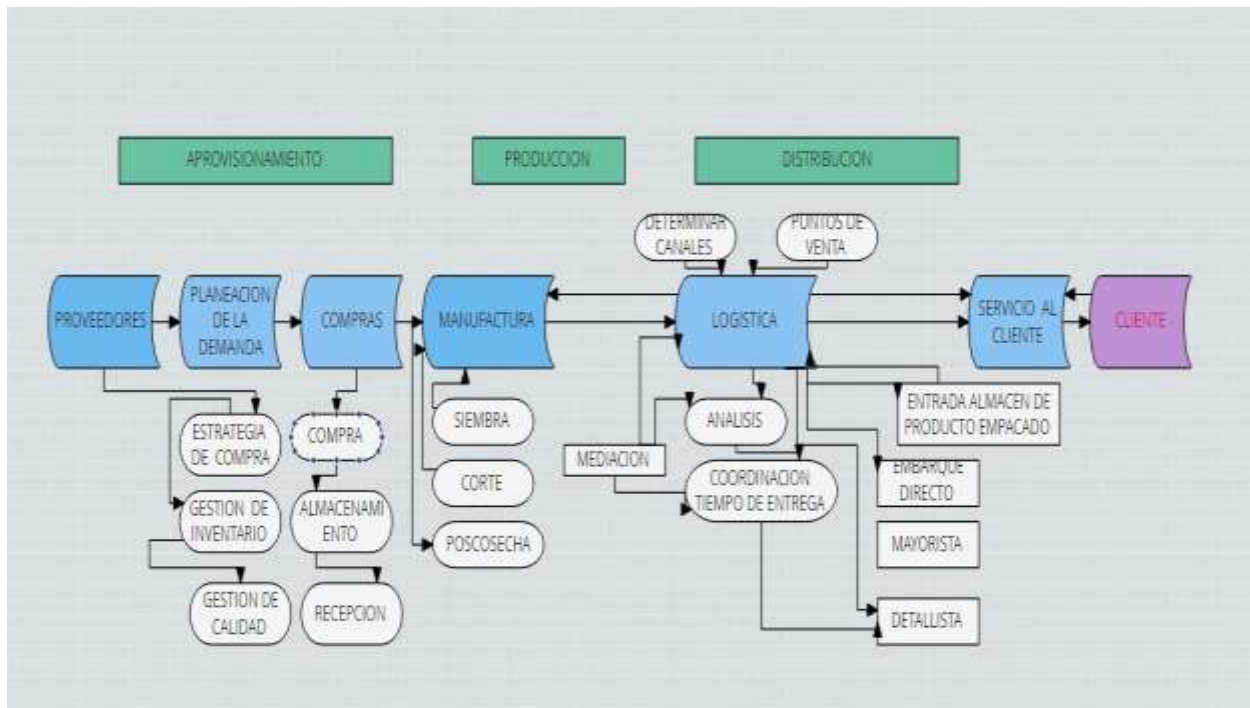 APROVISIONAMIENTO
PRODUCCION
DISTRIBUCION
DETERMINAR
CANALES
PUNTOS DE
VENTA
PROVEEDORES
PLANEACION
DE LA
DEMANDA
COMPRAS
MANUFACTURA
LOGISTICA
SERVICIO AL
CLIENTE
CLIENTE
ESTRATEGIA
DE COMPRA
COMPRA
SIEMBRA
ANALISIS
ENTRADA ALMACEN DE
PRODUCTO EMPACADO
MEDIACION
GESTION DE
INVENTARIO
ALMACENAMI
ENTO
CORTE
COORDINACION
TIEMPO DE ENTREGA
EMBARQUE
DIRECTO
POSCOSECHA
MAYORISTA
GESTION DE
CALIDAD
RECEPCION
DETALLISTA